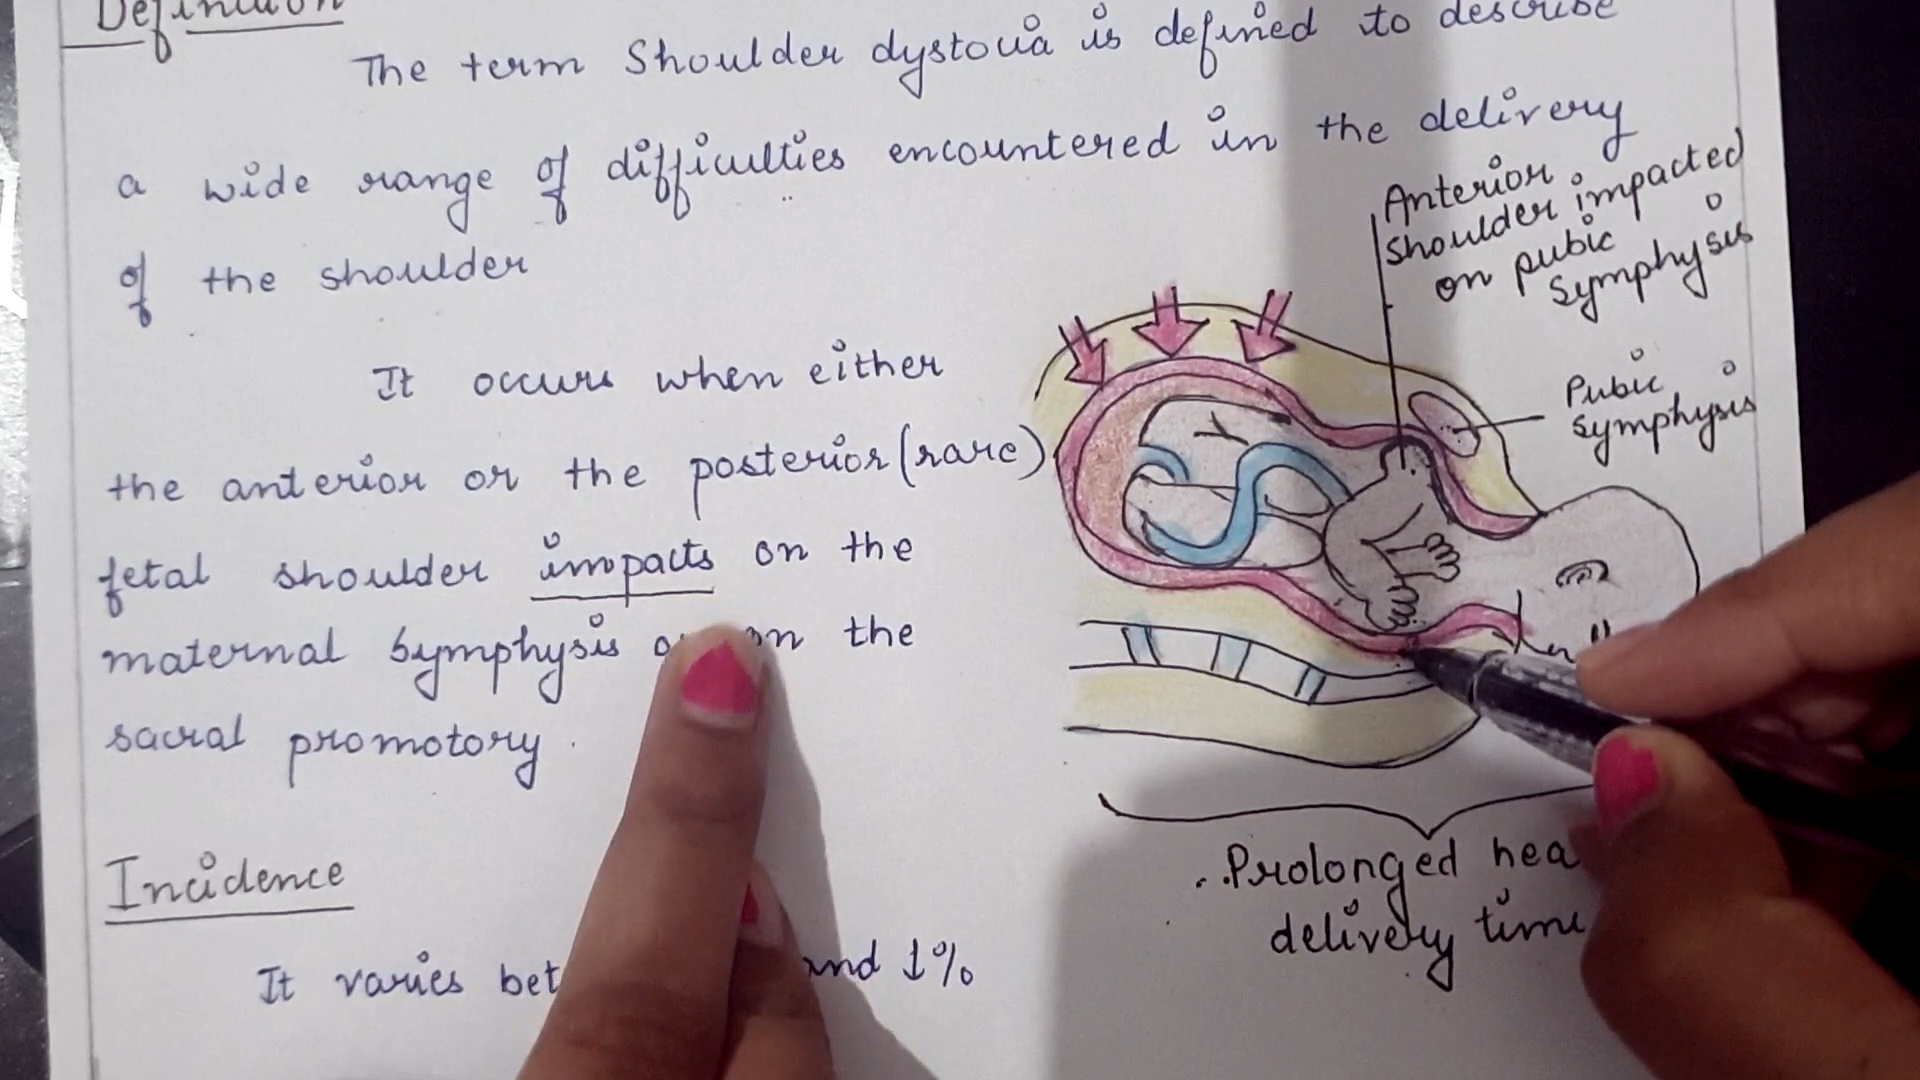 Definition
The term Shoulder dystocia is defined to describe
a wide range of difficulties encountered in the delivery
of the shoulder
It occurs when either
the anterior or the posterior (rare)
fetal shoulder impacts on the
maternal Symphysis on the
sacral promotory
Incidence
It varies and 1%
Anterior
shoulder impacted
on pubic
Symphysis
Pubic
Symphysis
Prolonged
delivery time